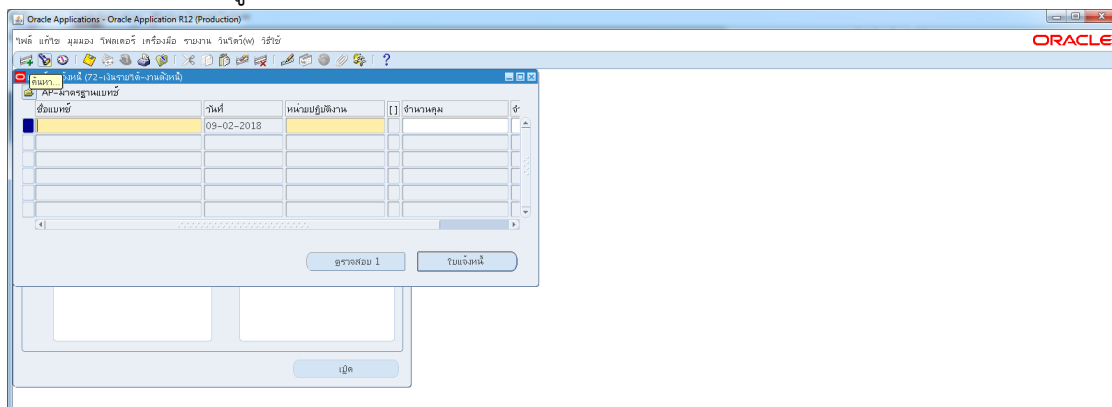 Oracle Applications - Oracle Application R12 (Production)
ไฟล์ แก้ไข มุมมอง โฟลเดอร์ เครื่องมือ รายงาน วินโดว์(W) วิธีใช้
ORACLE
(72-เงินรายได้-งานตั้งหนี้)
ค้นหา...
AP-มาตรฐานแบทช์
ชื่อแบทช์ วันที่ หน่วยปฏิบัติงาน [ ] จำนวนคุม
09-02-2018
ตรวจสอบ 1 ใบแจ้งหนี้
เปิด